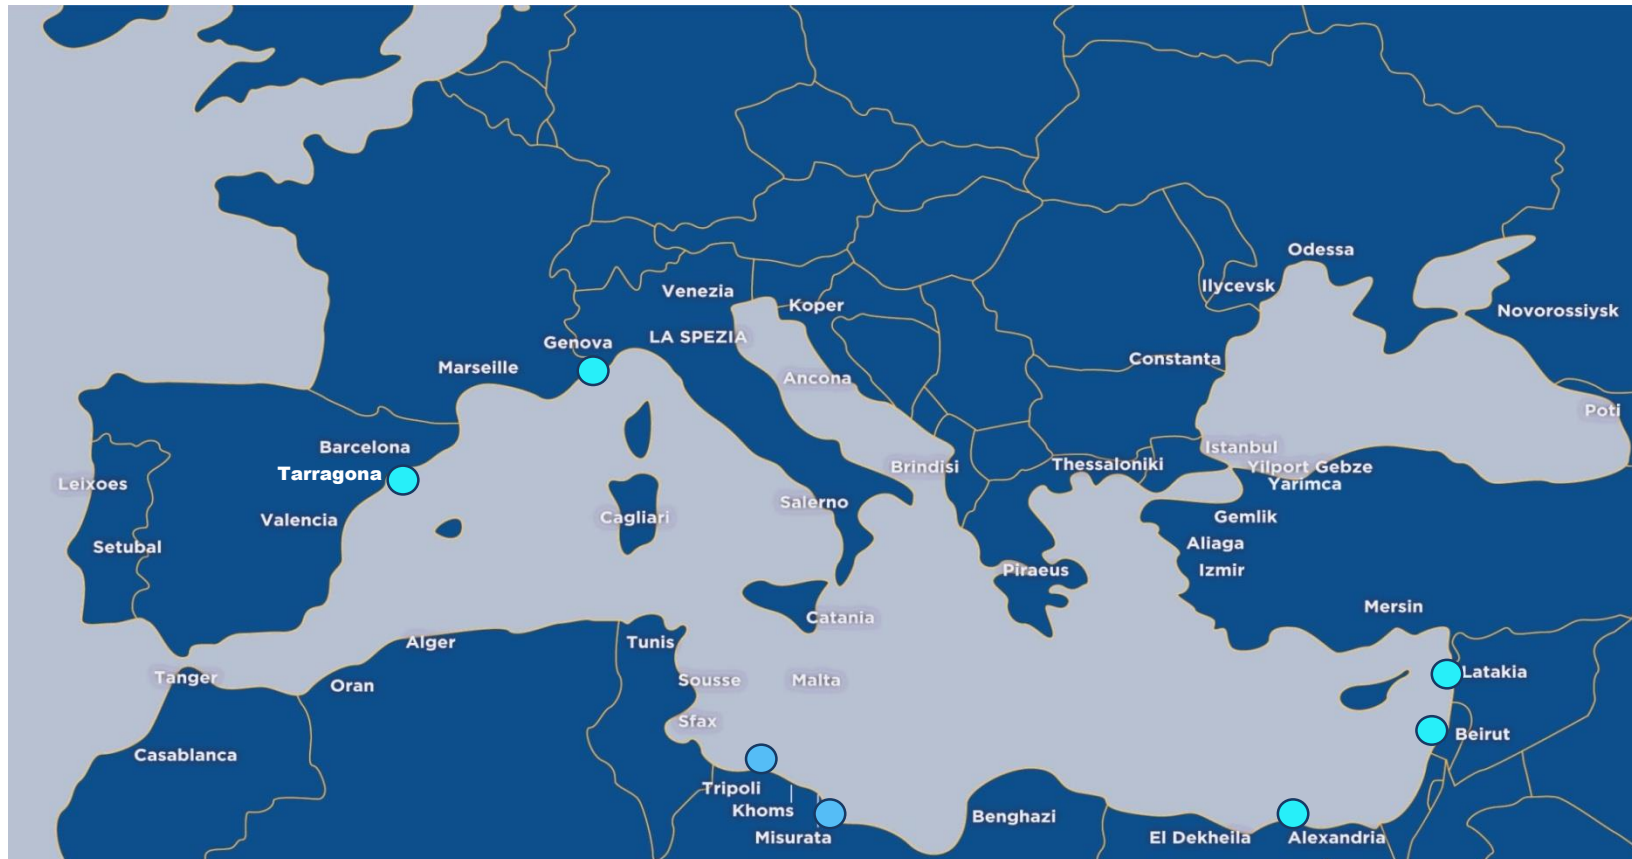 Odessa
Ilycevsk
Venezia
Koper
Novorossiysk
Genova
LA SPEZIA
Marseille
Constanta
Ancona
Poti
Barcelona
Istanbul
Tarragona
Brindisi
Thessaloniki
Yilport Gebze
Leixoes
Yarimca
Salerno
Valencia
Cagliari
Gemlik
Setubal
Aliaga
Piraeus
Izmir
Mersin
Catania
Alger
Tunis
Tanger
Oran
Sousse
Malta
Latakia
Sfax
Beirut
Casablanca
Tripoli
Khoms
Benghazi
Misurata
El Dekheila
Alexandria